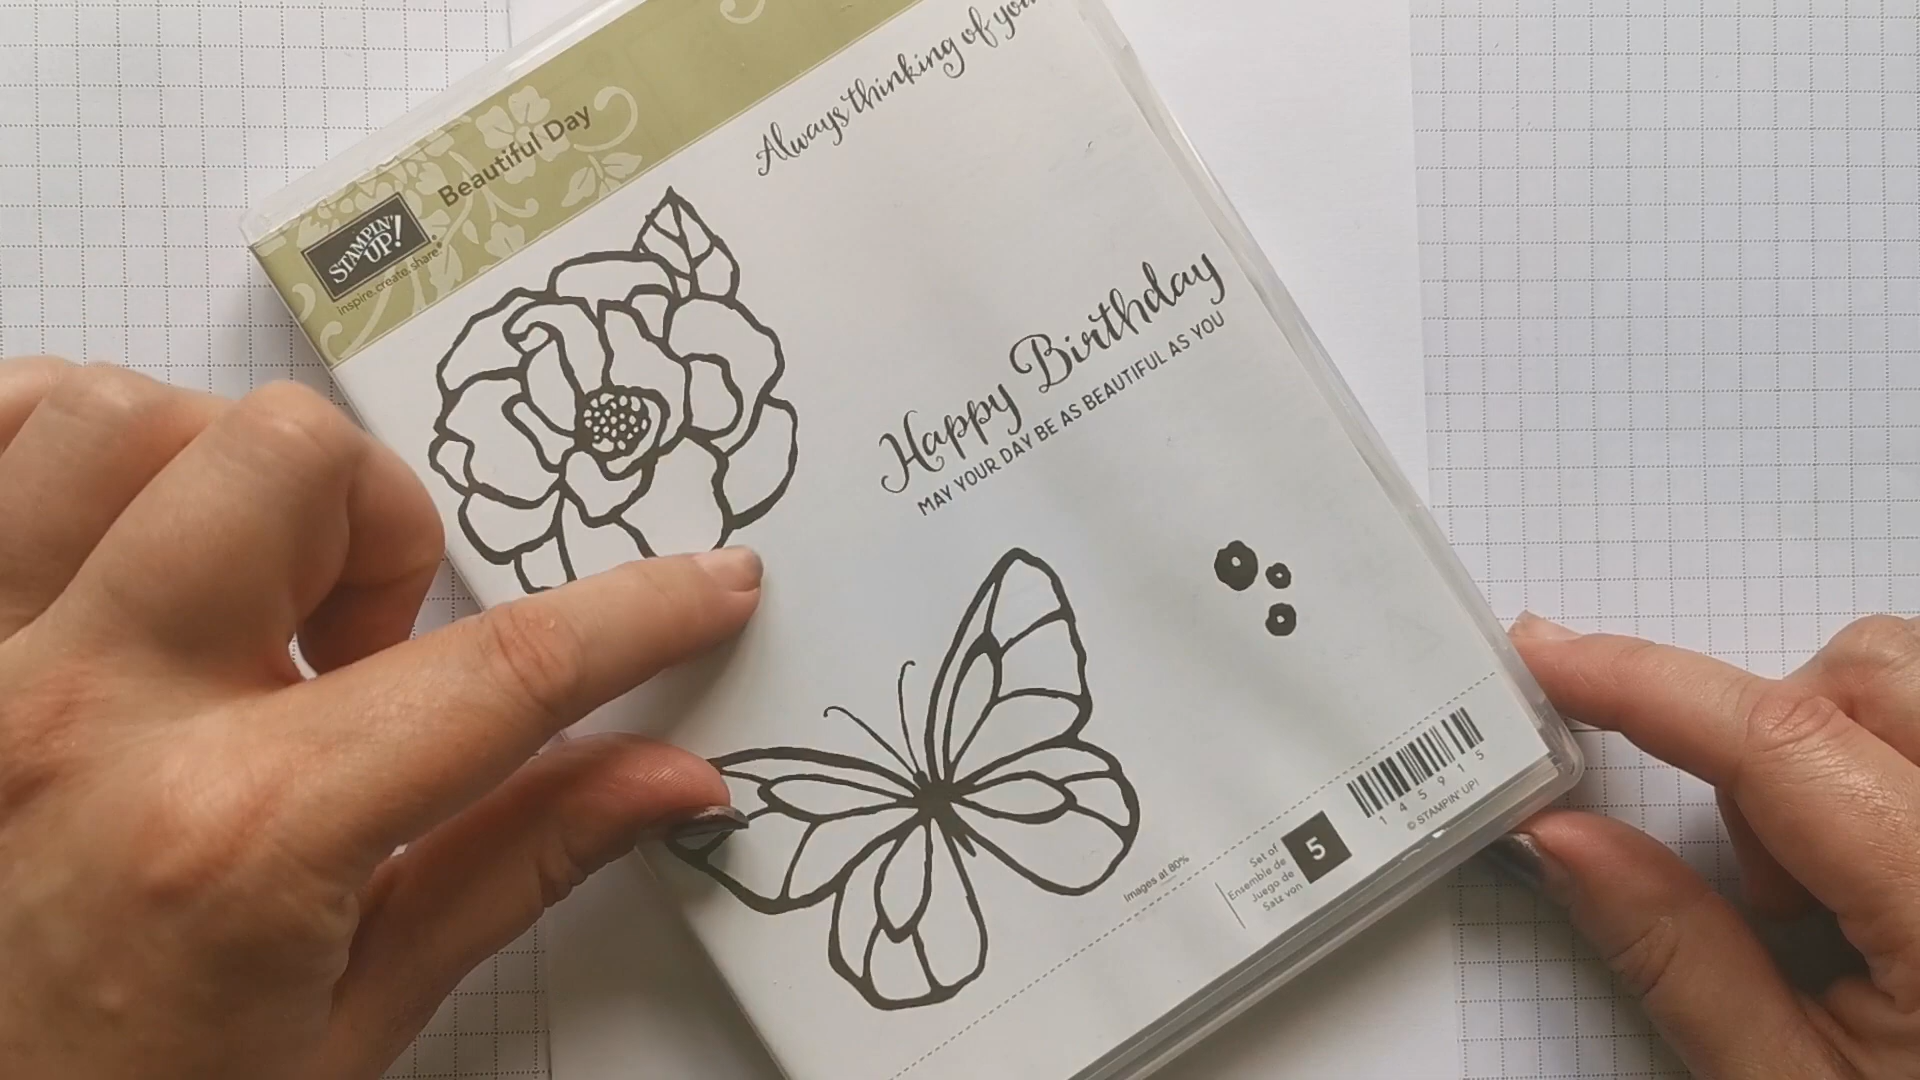 Beautiful Day
STAMPIN'
UP!
inspire.create.share
Always thinking of you
Happy Birthday
MAY YOUR DAY BE AS BEAUTIFUL AS YOU
Images at 80%
Set of
Ensemble de
Juego de
Satz von
5
145915
© STAMPIN' UP!